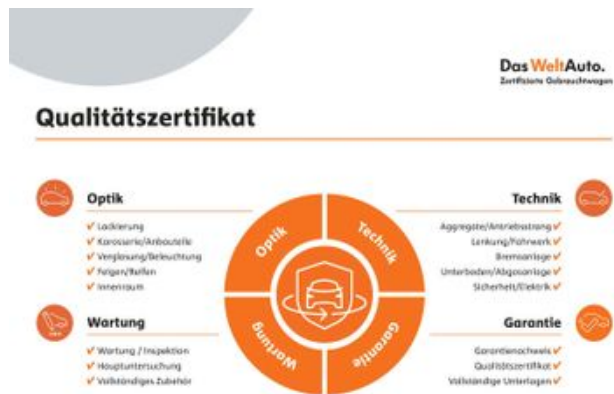 Das WeltAuto.
Zertifizierte Gebrauchtwagen
Qualitätszertifikat
Optik
✔ Lackierung
✔ Karosserie/Anbauteile
✔ Verglasung/Beleuchtung
✔ Felgen/Reifen
✔ Innenraum
Optik
Technik
Wartung
Garantie
Technik
Aggregate/Antriebsstrang ✔
Lenkung/Fahrwerk ✔
Bremsanlage ✔
Unterboden/Abgasanlage ✔
Sicherheit/Elektrik ✔
Wartung
✔ Wartung / Inspektion
✔ Hauptuntersuchung
✔ Vollständiges Zubehör
Garantie
Garantienachweis ✔
Qualitätszertifikat ✔
Vollständige Unterlagen ✔